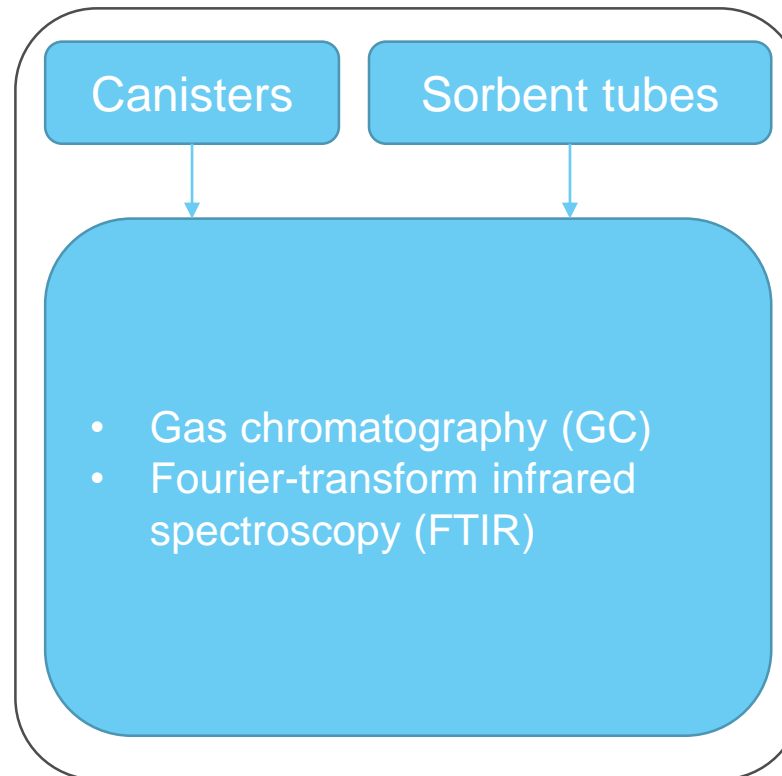 Canisters
Sorbent tubes
• Gas chromatography (GC)
• Fourier-transform infrared
spectroscopy (FTIR)